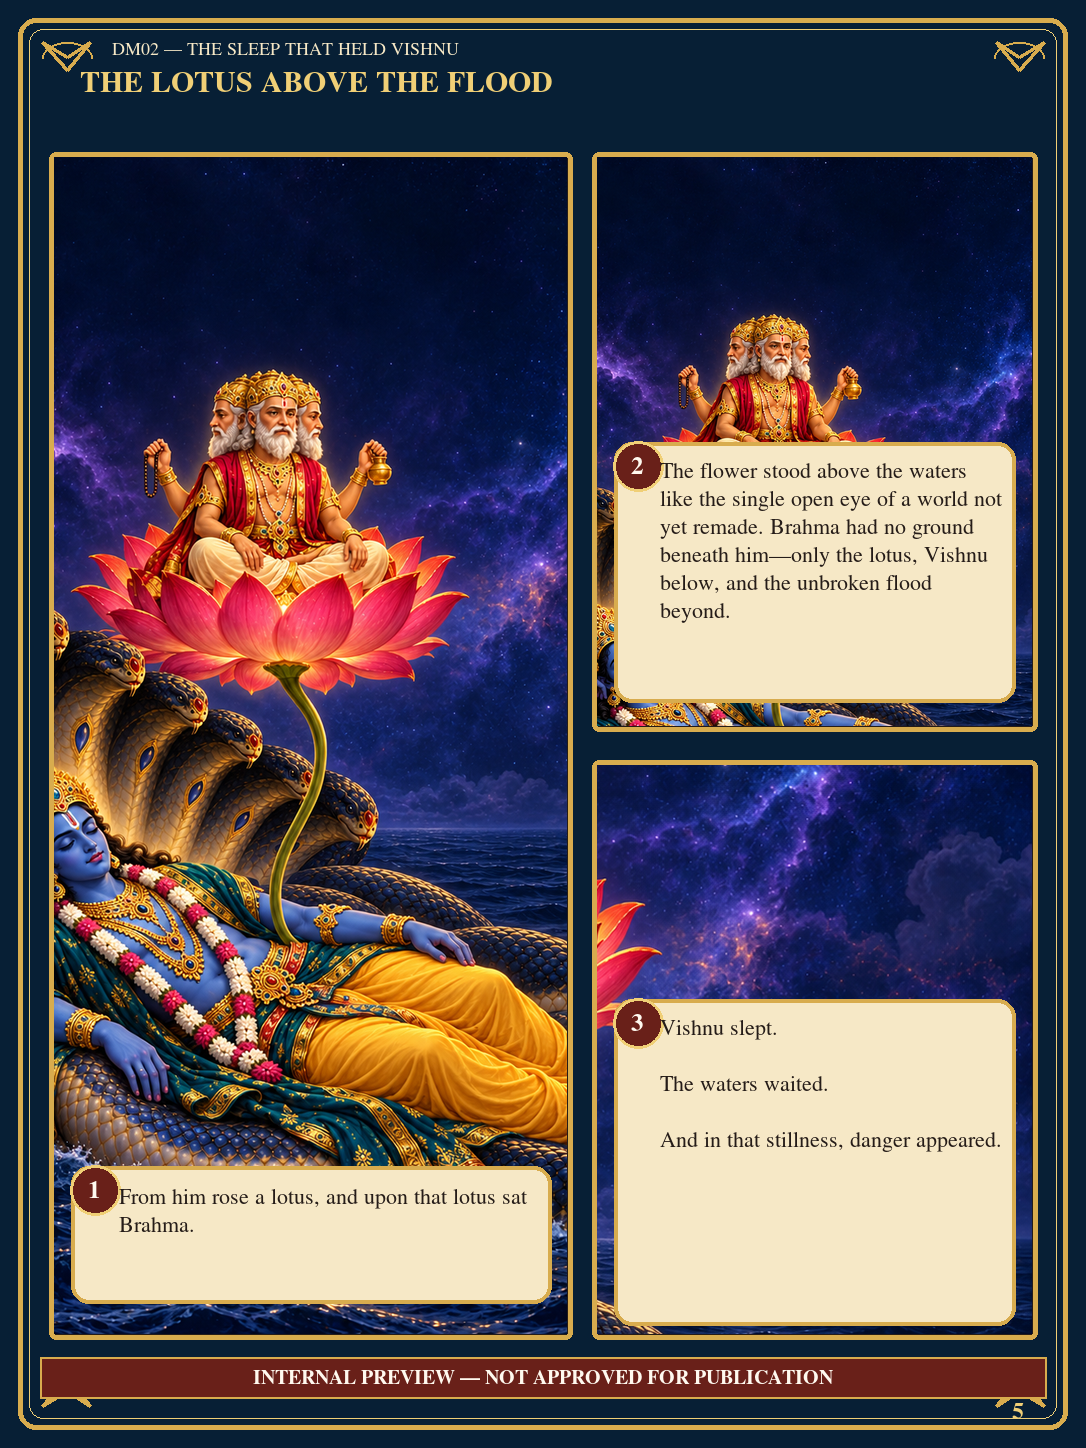 DM02 — THE SLEEP THAT HELD VISHNU
THE LOTUS ABOVE THE FLOOD
1
From him rose a lotus, and upon that lotus sat
Brahma.
2
The flower stood above the waters
like the single open eye of a world not
yet remade. Brahma had no ground
beneath him—only the lotus, Vishnu
below, and the unbroken flood
beyond.
3
Vishnu slept.
The waters waited.
And in that stillness, danger appeared.
INTERNAL PREVIEW — NOT APPROVED FOR PUBLICATION
5